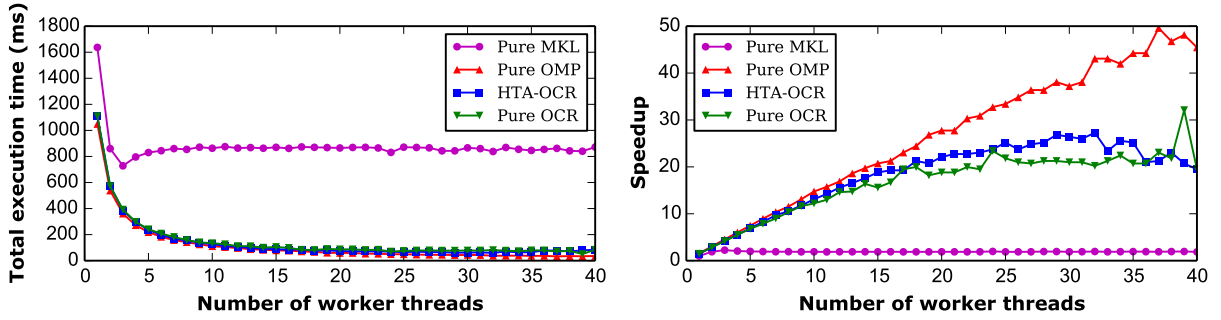 Total execution time (ms)
1800
1600
1400
1200
1000
800
600
400
200
0
0 5 10 15 20 25 30 35 40
Number of worker threads
Pure MKL
Pure OMP
HTA-OCR
Pure OCR
Speedup
50
40
30
20
10
0
0 5 10 15 20 25 30 35 40
Number of worker threads
Pure MKL
Pure OMP
HTA-OCR
Pure OCR